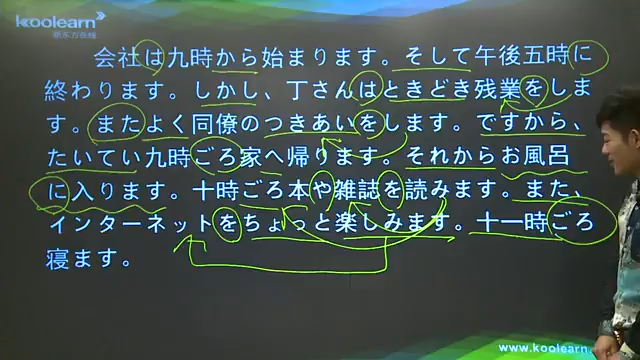 koolearn
新东方在线
会社は九時から始まります。そして午後五時に
終わります。しかし、丁さんはときどき残業をしま
す。またよく同僚のつきあいをします。ですから、
たいてい九時ごろ家へ帰ります。それからお風呂
に入ります。十時ごろ本や雑誌を読みます。また、
インターネットをちょっと楽しみます。十一時ごろ
寝ます。
www.koolearn